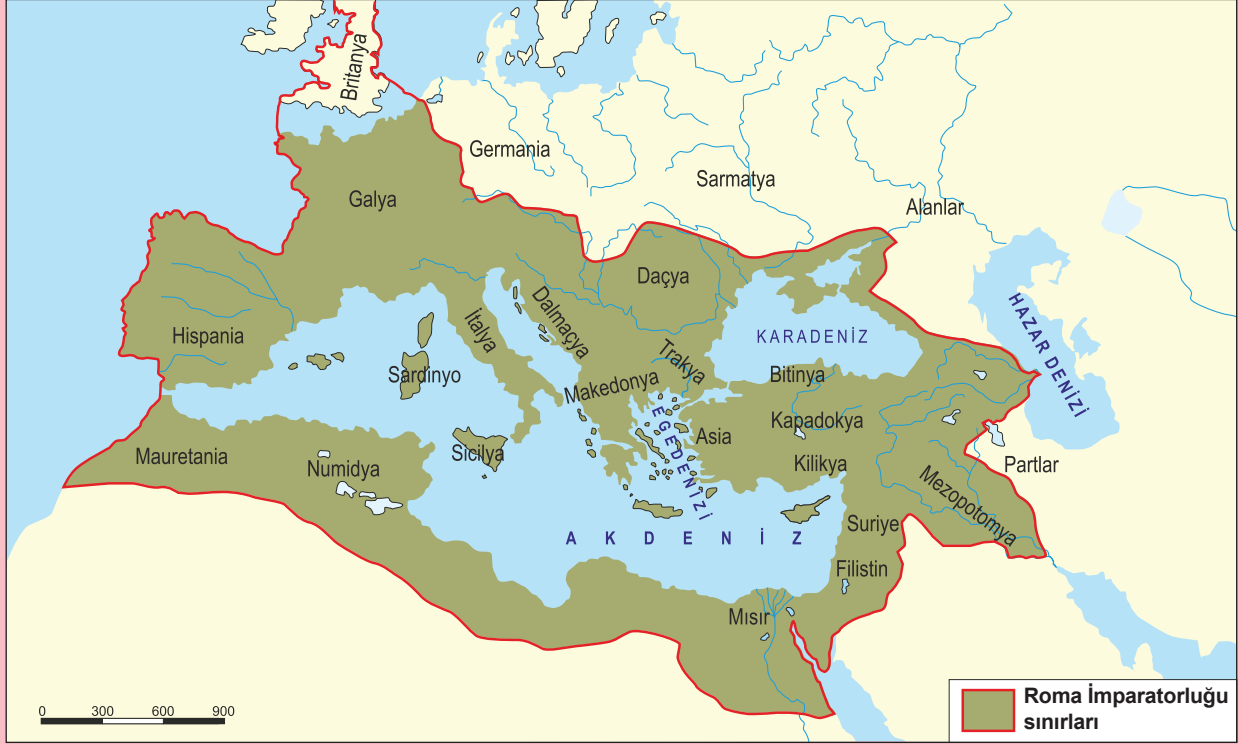 Britanya
Germania
Sarmatya
Galya
Alanlar
Daçya
HAZAR DENİZİ
Dalmaçya
İtalya
Hispania
KARADENİZ
Trakya
Sardinyo
Makedonya
Bitinya
EGE DENİZİ
Kapadokya
Asia
Mauretania
Numidya
Sicilya
Kilikya
Partlar
Mezopotomya
Suriye
AKDENİZ
Filistin
Mısır
0 300 600 900
Roma İmparatorluğu
sınırları